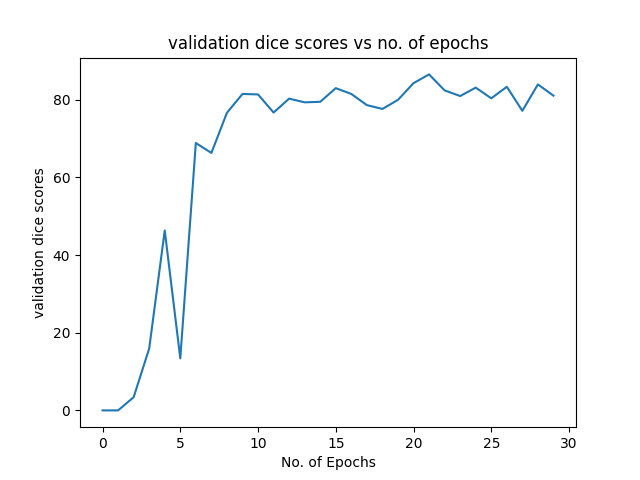 validation dice scores vs no. of epochs
validation dice scores
80
60
40
20
0
0 5 10 15 20 25 30
No. of Epochs